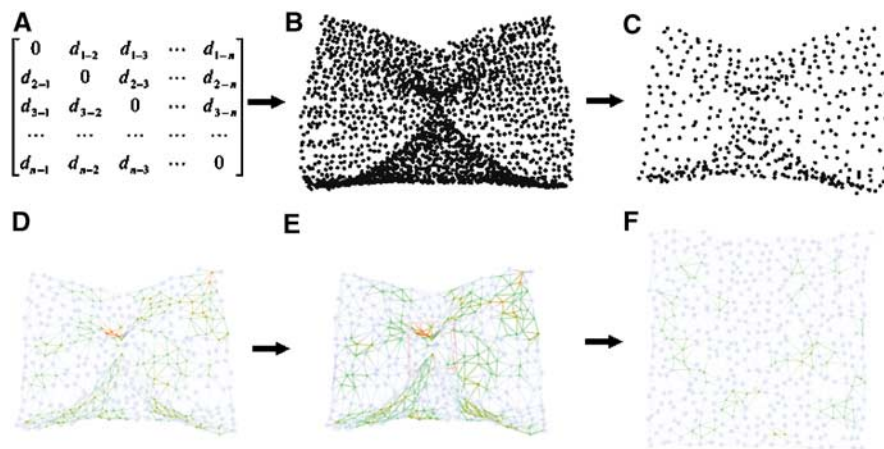 A
B
C
0 d1-2 d1-3 ··· d1-n
d2-1 0 d2-3 ··· d2-n
d3-1 d3-2 0 ··· d3-n
··· ··· ··· ··· ···
dn-1 dn-2 dn-3 ··· 0
D
E
F